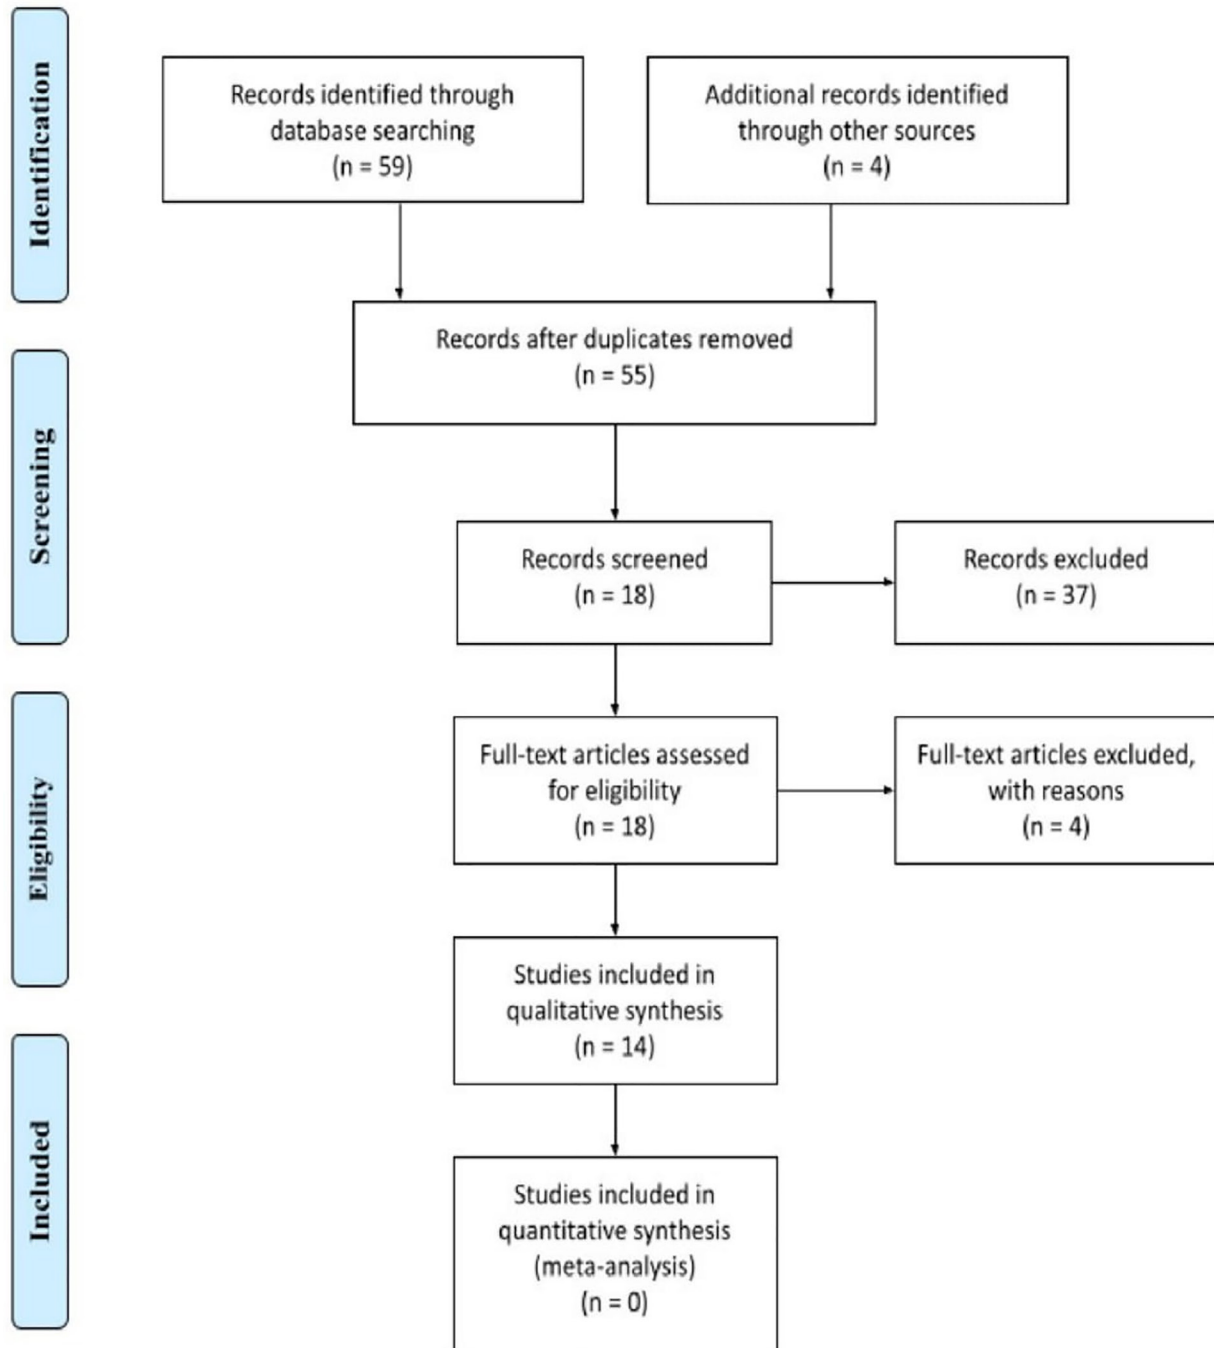 Identification
Records identified through
database searching
(n = 59)
Additional records identified
through other sources
(n = 4)
Records after duplicates removed
(n = 55)
Screening
Records screened
(n = 18)
Records excluded
(n = 37)
Eligibility
Full-text articles assessed
for eligibility
(n = 18)
Full-text articles excluded,
with reasons
(n = 4)
Studies included in
qualitative synthesis
(n = 14)
Included
Studies included in
quantitative synthesis
(meta-analysis)
(n = 0)